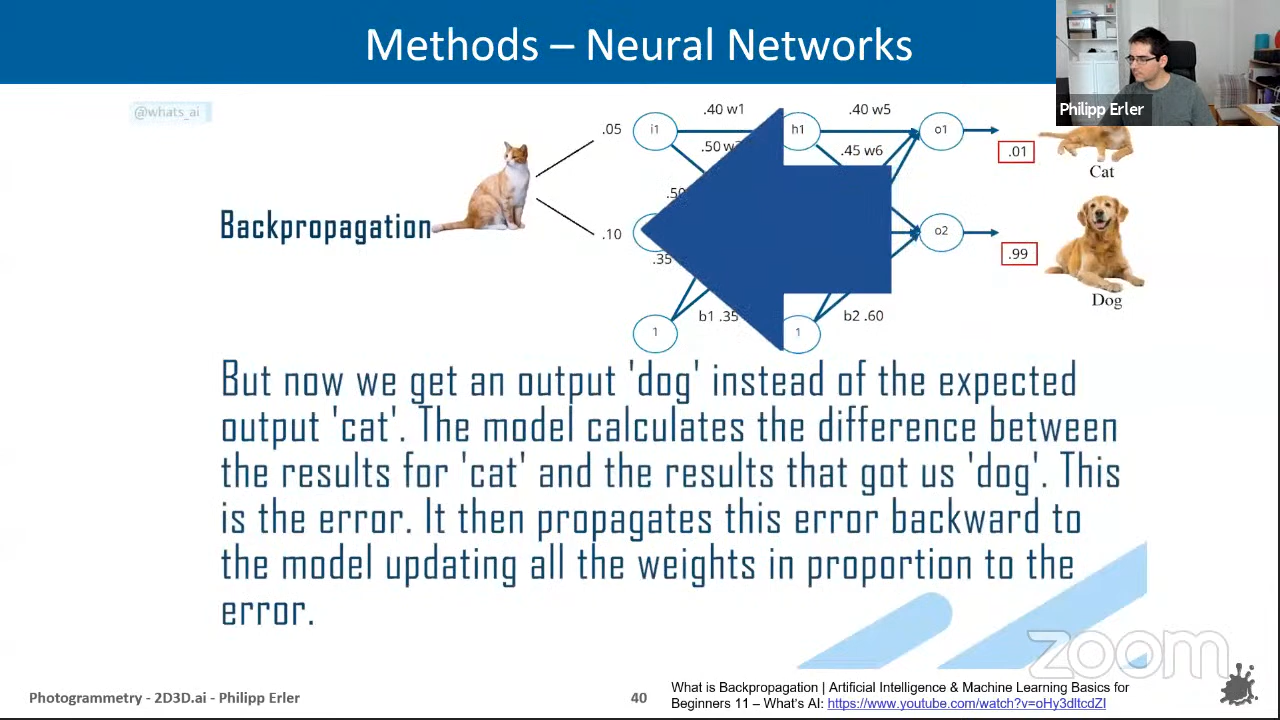 Methods – Neural Networks
Philipp Erler
@whats_ai
.40 w1
.40 w5
.05
i1
h1
o1
.50 w
.45 w6
.01
Cat
.50
Backpropagation
.10
o2
.35
.99
Dog
b1 .35
b2 .60
1
1
But now we get an output 'dog' instead of the expected
output 'cat'. The model calculates the difference between
the results for 'cat' and the results that got us 'dog'. This
is the error. It then propagates this error backward to
the model updating all the weights in proportion to the
error.
zoom
Photogrammetry - 2D3D.ai - Philipp Erler
40
What is Backpropagation | Artificial Intelligence & Machine Learning Basics for
Beginners 11 – What's AI: https://www.youtube.com/watch?v=oHy3dltcdZI